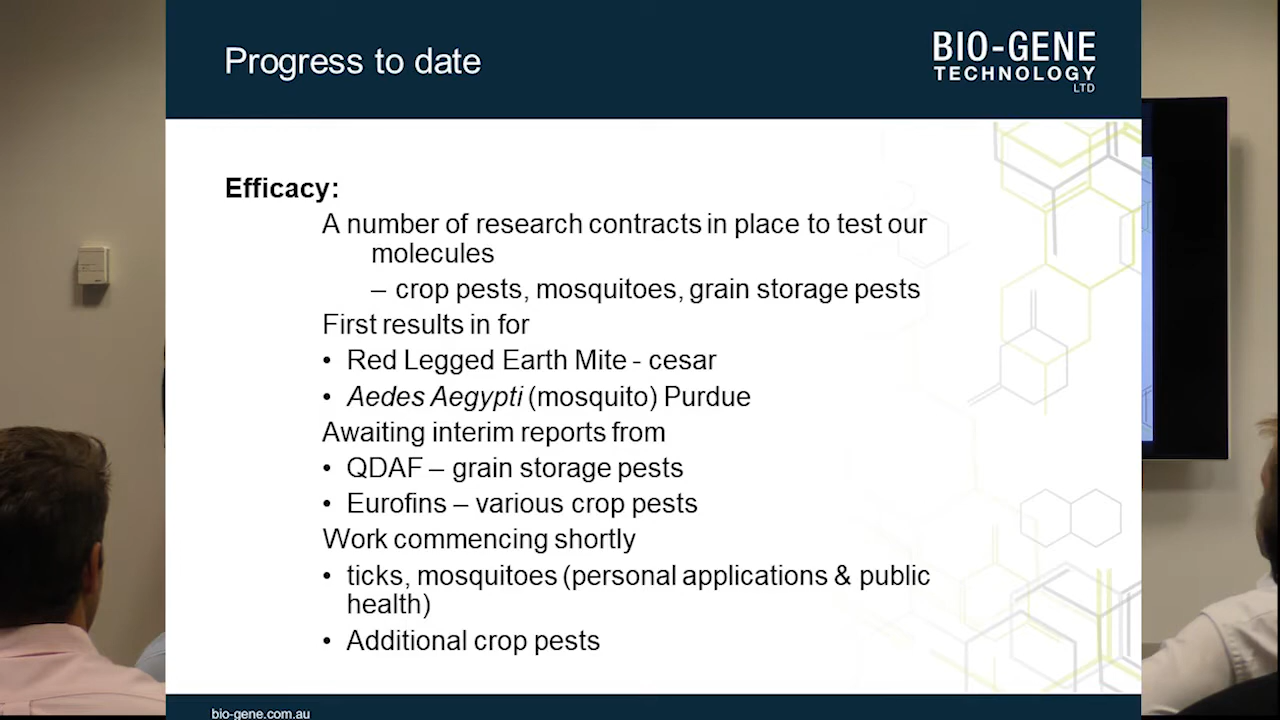 Progress to date
BIO-GENE
TECHNOLOGY
LTD
Efficacy:
A number of research contracts in place to test our
molecules
– crop pests, mosquitoes, grain storage pests
First results in for
• Red Legged Earth Mite - cesar
• Aedes Aegypti (mosquito) Purdue
Awaiting interim reports from
• QDAF – grain storage pests
• Eurofins – various crop pests
Work commencing shortly
• ticks, mosquitoes (personal applications & public
health)
• Additional crop pests
bio-gene.com.au